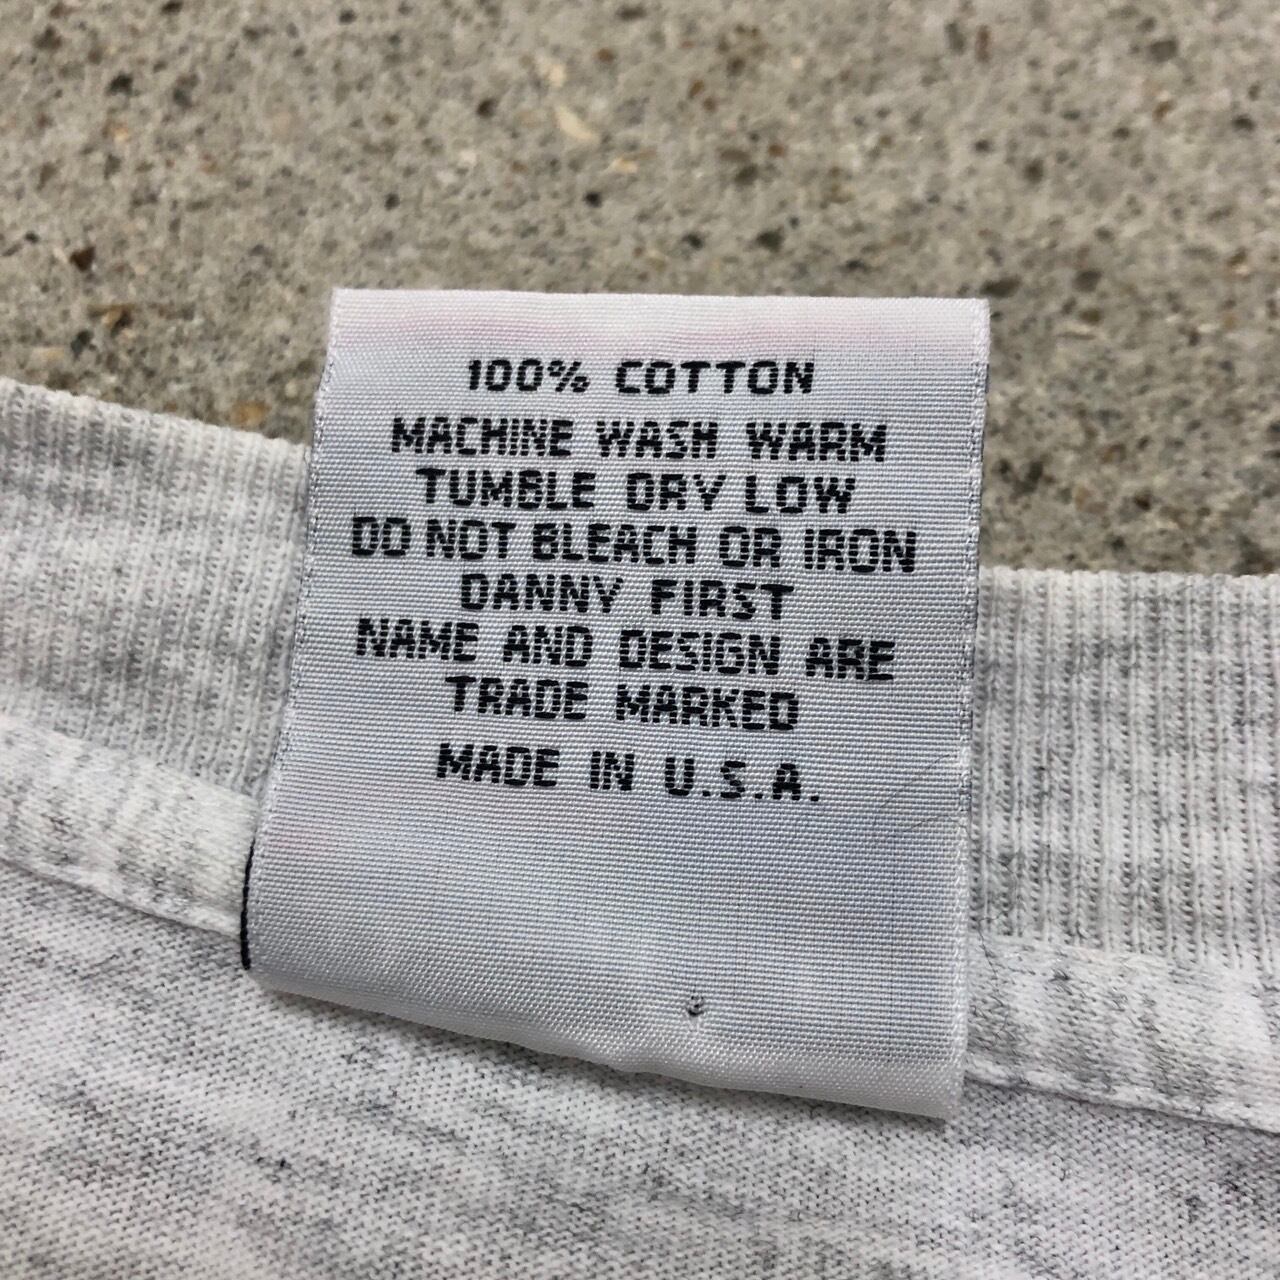 100% COTTON
MACHINE WASH WARM
TUMBLE DRY LOW
DO NOT BLEACH OR IRON
DANNY FIRST
NAME AND DESIGN ARE
TRADE MARKED
MADE IN U.S.A.